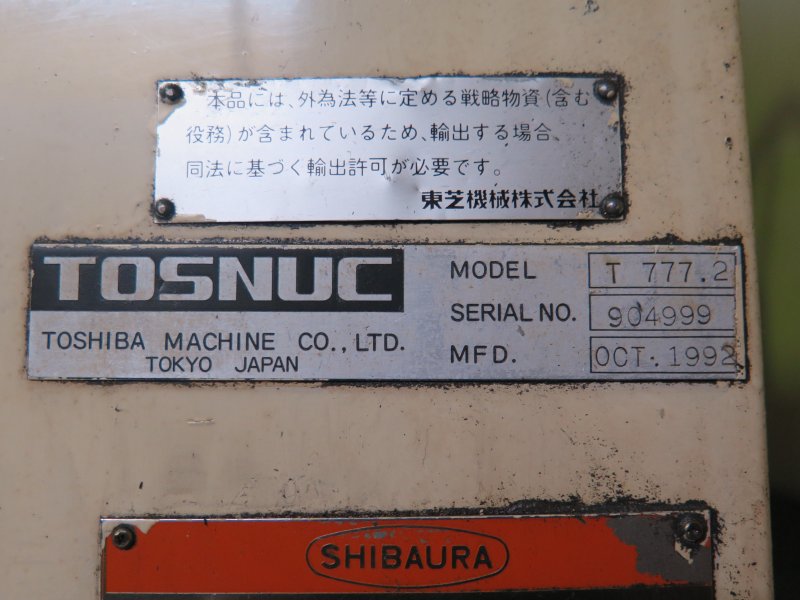 本品には、外為法等に定める戦略物資(含む
役務)が含まれているため、輸出する場合、
同法に基づく輸出許可が必要です。
東芝機械株式会社
TOSNUC
TOSHIBA MACHINE CO., LTD.
TOKYO JAPAN
MODEL T 777.2
SERIAL NO. 904999
MFD. OCT. 1992
SHIBAURA